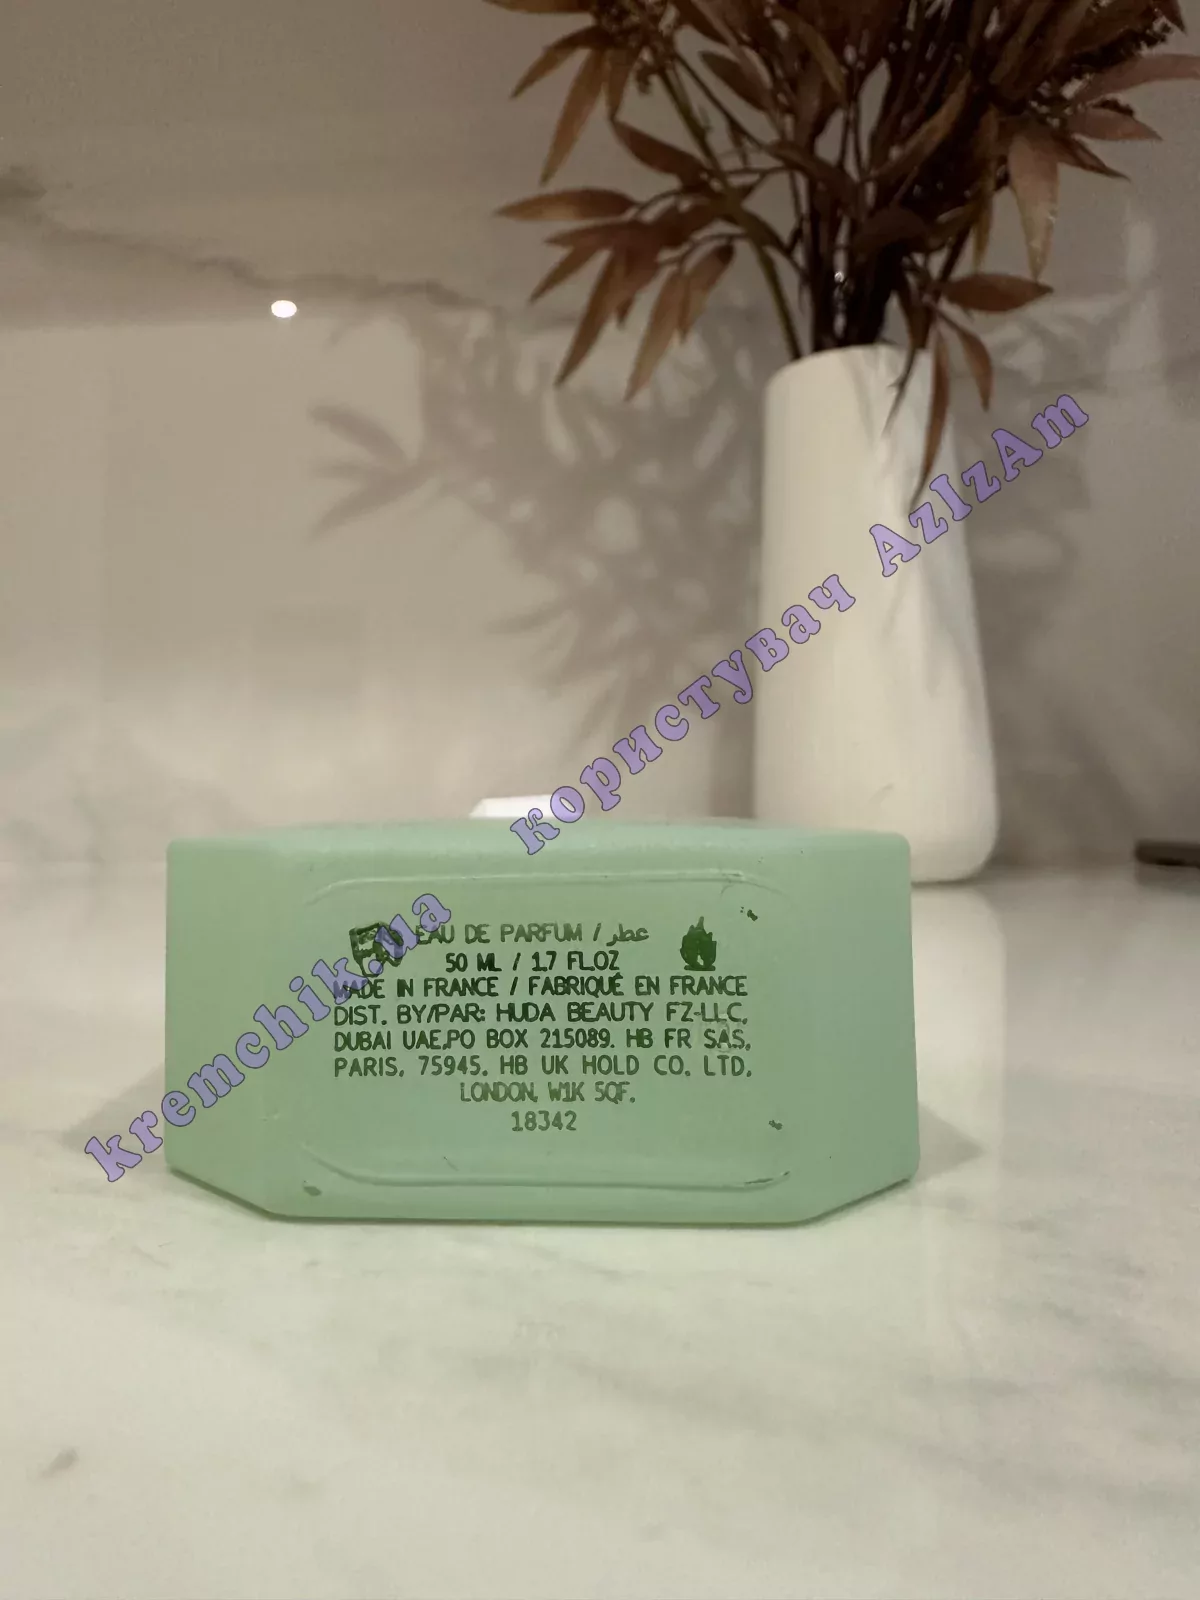 EAU DE PARFUM / عطر
50 ML / 1.7 FL.OZ
MADE IN FRANCE / FABRIQUÉ EN FRANCE
DIST. BY/PAR: HUDA BEAUTY FZ-LLC,
DUBAI UAE,PO BOX 215089. HB FR SAS,
PARIS, 75945. HB UK HOLD CO. LTD,
LONDON, W1K 5QF.
18342
kremchik.ua користувач AzIzAm